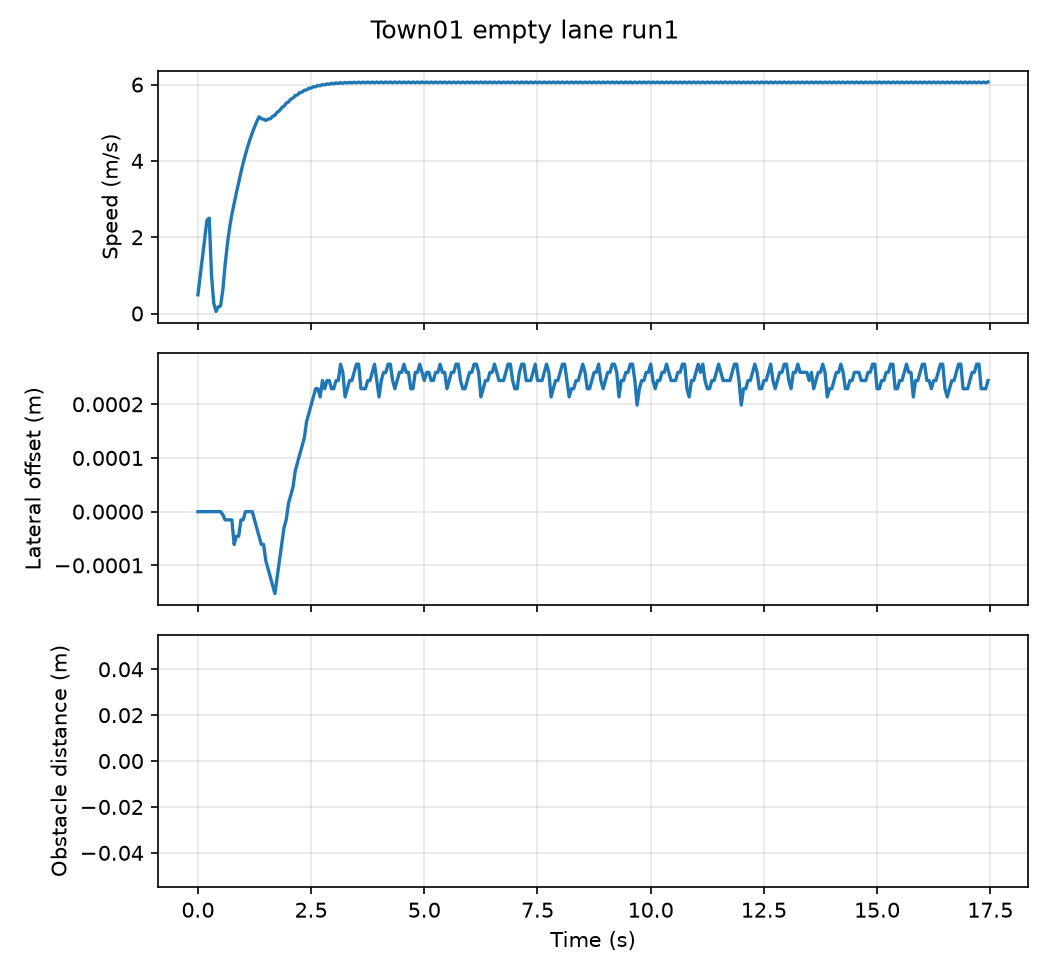 Town01 empty lane run1
Speed (m/s)
6
4
2
0
Lateral offset (m)
0.0002
0.0001
0.0000
−0.0001
Obstacle distance (m)
0.04
0.02
0.00
−0.02
−0.04
0.0 2.5 5.0 7.5 10.0 12.5 15.0 17.5
Time (s)